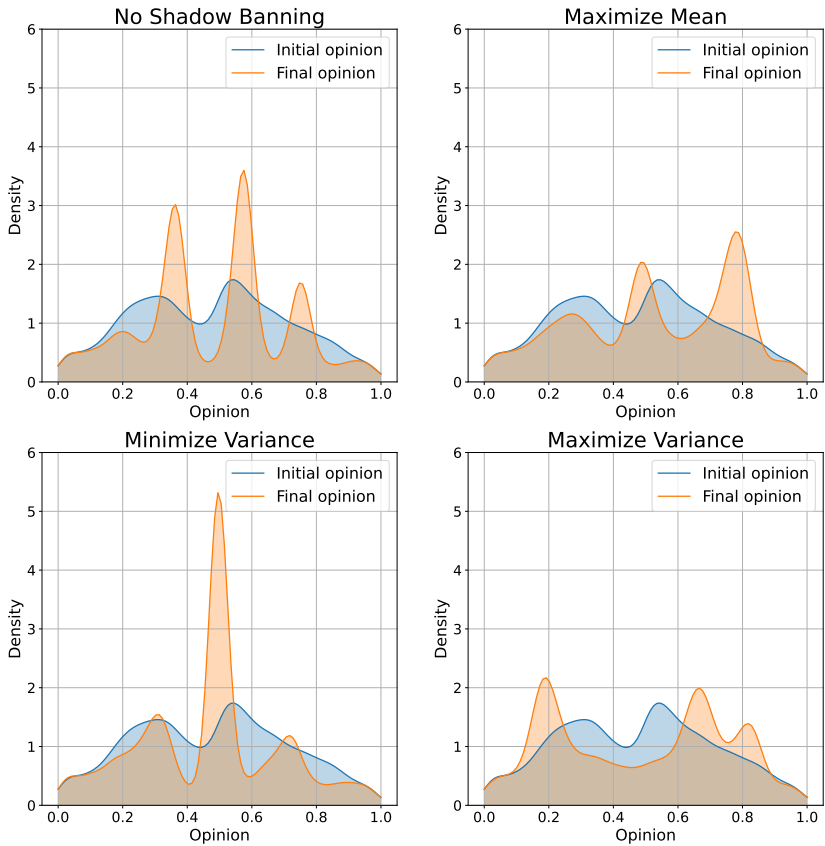 No Shadow Banning
6
5
4
3
2
1
0
Density
Initial opinion
Final opinion
0.0 0.2 0.4 0.6 0.8 1.0
Opinion
Maximize Mean
6
5
4
3
2
1
0
Density
Initial opinion
Final opinion
0.0 0.2 0.4 0.6 0.8 1.0
Opinion
Minimize Variance
6
5
4
3
2
1
0
Density
Initial opinion
Final opinion
0.0 0.2 0.4 0.6 0.8 1.0
Opinion
Maximize Variance
6
5
4
3
2
1
0
Density
Initial opinion
Final opinion
0.0 0.2 0.4 0.6 0.8 1.0
Opinion